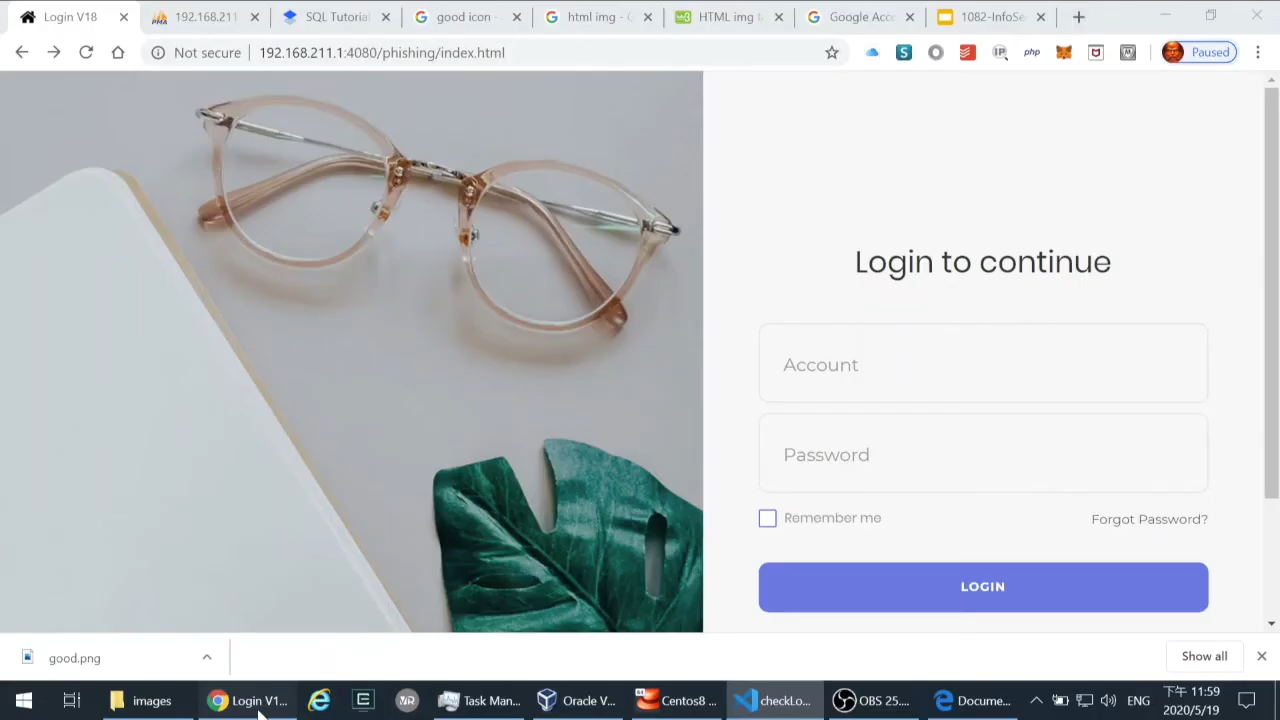 Login V18
192.168.211
SQL Tutorial
good icon -
html img - G
HTML img t
Google Acc
1082-InfoSe
Not secure
192.168.211.1:4080/phishing/index.html
php
Paused
Login to continue
Account
Password
Remember me
Forgot Password?
LOGIN
good.png
Show all
images
Login V1...
Task Man...
Oracle V...
Centos8 ...
checkLo...
OBS 25....
Docume...
ENG
下午 11:59
2020/5/19